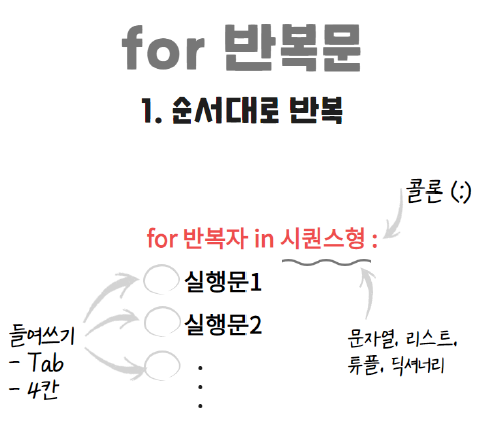 for 반복문
1. 순서대로 반복
콜론 (:)
for 반복자 in 시퀀스형 :
실행문1
실행문2
.
.
.
들여쓰기
- Tab
- 4칸
문자열, 리스트,
튜플, 딕셔너리